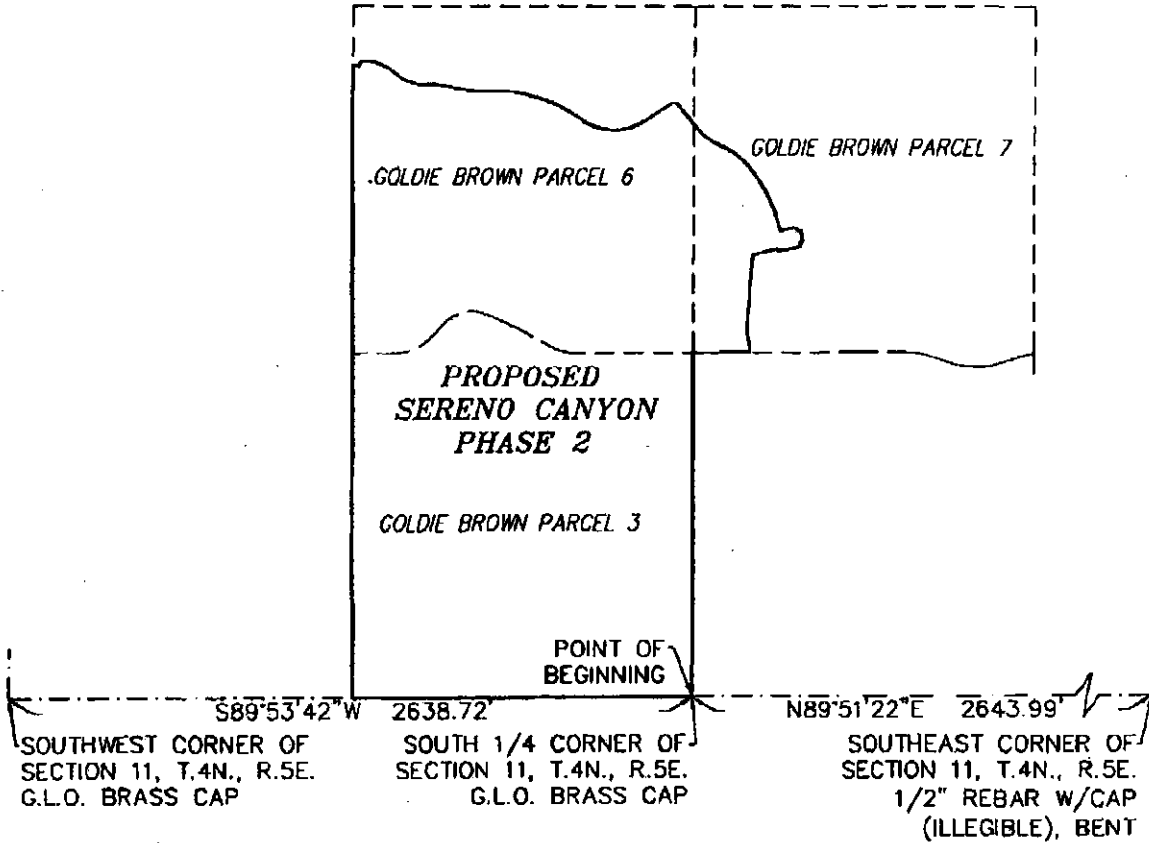 GOLDIE BROWN PARCEL 7
GOLDIE BROWN PARCEL 6
PROPOSED
SERENO CANYON
PHASE 2
GOLDIE BROWN PARCEL 3
POINT OF
BEGINNING
S89°53'42"W 2638.72'
N89°51'22"E 2643.99'
SOUTHWEST CORNER OF
SECTION 11, T.4N., R.5E.
G.L.O. BRASS CAP
SOUTH 1/4 CORNER OF
SECTION 11, T.4N., R.5E.
G.L.O. BRASS CAP
SOUTHEAST CORNER OF
SECTION 11, T.4N., R.5E.
1/2" REBAR W/CAP
(ILLEGIBLE), BENT